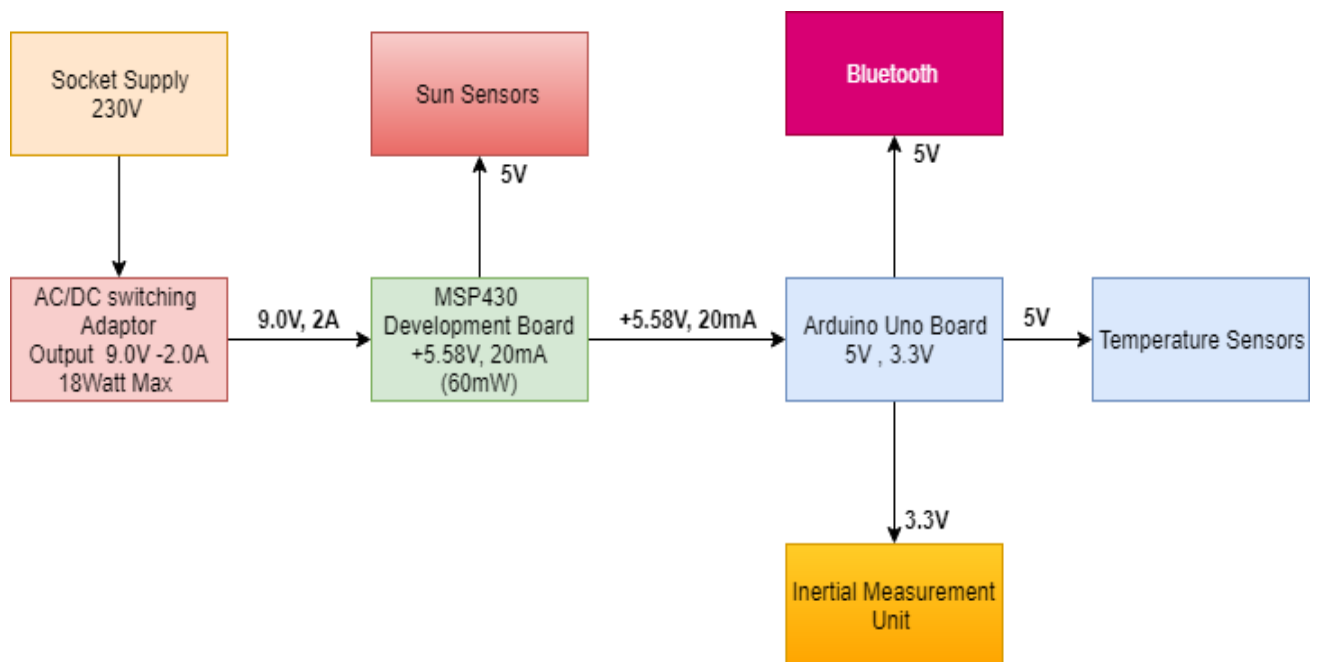 Socket Supply
230V
Sun Sensors
Bluetooth
5V
5V
AC/DC switching
Adaptor
Output  9.0V -2.0A
18Watt Max
9.0V, 2A
MSP430
Development Board
+5.58V, 20mA
(60mW)
+5.58V, 20mA
Arduino Uno Board
5V , 3.3V
5V
Temperature Sensors
3.3V
Inertial Measurement
Unit